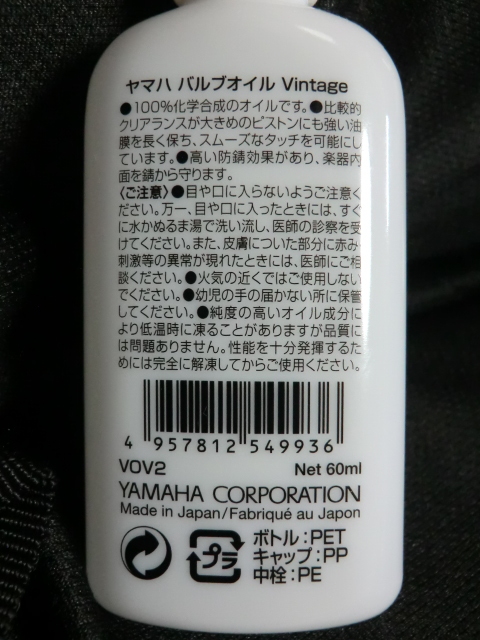 ヤマハ バルブオイル Vintage
●100%化学合成のオイルです。●比較的
クリアランスが大きめのピストンにも強い油
膜を長く保ち、スムーズなタッチを可能にし
ています。●高い防錆効果があり、楽器内
面を錆から守ります。
〈ご注意〉●目や口に入らないようご注意く
ださい。万一、目や口に入ったときには、すぐ
に水かぬるま湯で洗い流し、医師の診察を受
けてください。また、皮膚についた部分に赤み・
刺激等の異常が現れたときには、医師にご相
談ください。●火気の近くではご使用しない
でください。●幼児の手の届かない所に保管
してください。●純度の高いオイル成分に
より低温時に凍ることがありますが品質に
は問題ありません。性能を十分発揮するた
めには完全に解凍してからご使用ください。
4 957812 549936
VOV2 Net 60ml
YAMAHA CORPORATION
Made in Japan/Fabriqué au Japon
プラ
ボトル:PET
キャップ:PP
中栓:PE